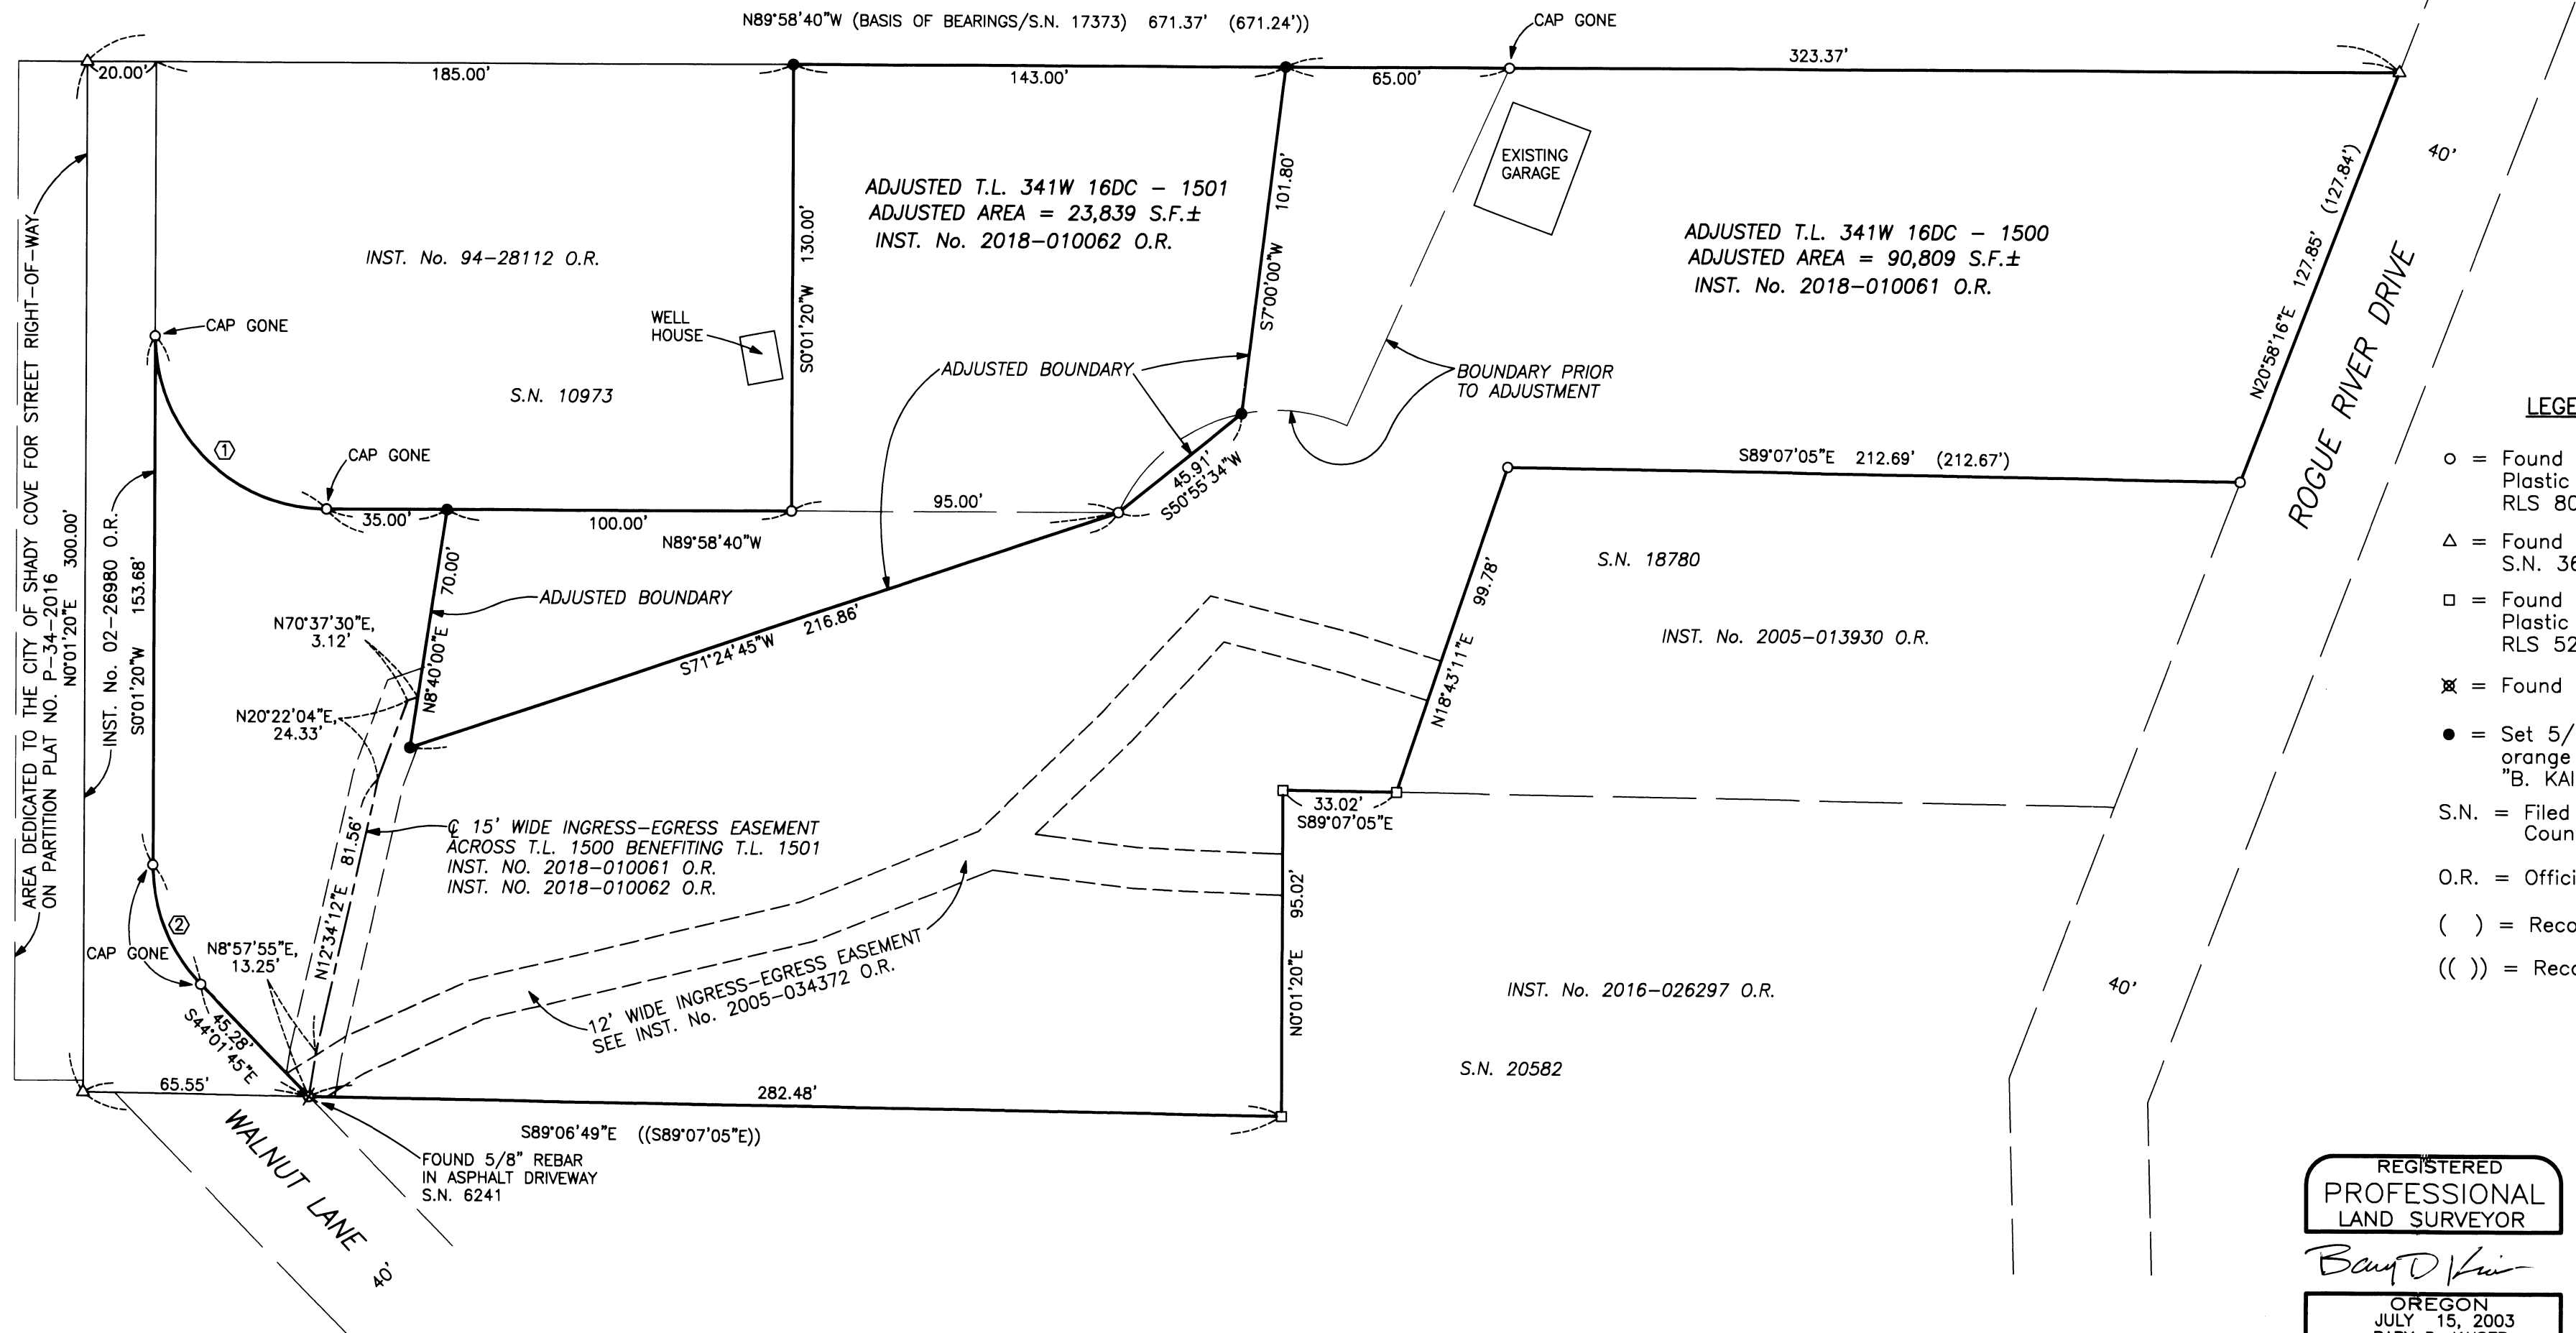 N89°58'40"W (BASIS OF BEARINGS/S.N. 17373) 671.37' (671.24'))
CAP GONE
20.00'
185.00'
143.00'
65.00'
323.37'
40'
EXISTING
GARAGE
ADJUSTED T.L. 341W 16DC - 1501
ADJUSTED AREA = 23,839 S.F.±
INST. No. 2018-010062 O.R.
S0°01'20"W 130.00'
S7°00'00"W 101.80'
ADJUSTED T.L. 341W 16DC - 1500
ADJUSTED AREA = 90,809 S.F.±
INST. No. 2018-010061 O.R.
N20°58'16"E 127.85' (127.84')
ROGUE RIVER DRIVE
INST. No. 94-28112 O.R.
CAP GONE
WELL
HOUSE
S.N. 10973
ADJUSTED BOUNDARY
BOUNDARY PRIOR
TO ADJUSTMENT
1
CAP GONE
35.00'
100.00'
N89°58'40"W
95.00'
45.91'
S50°55'34"W
S89°07'05"E 212.69' (212.67')
AREA DEDICATED TO THE CITY OF SHADY COVE FOR STREET RIGHT-OF-WAY
ON PARTITION PLAT NO. P-34-2016
N0°01'20"E 300.00'
INST. No. 02-26980 O.R.
S0°01'20"W 153.68'
70.00'
N8°40'00"E
ADJUSTED BOUNDARY
N70°37'30"E,
3.12'
N20°22'04"E,
24.33'
S71°24'45"W 216.86'
S.N. 18780
INST. No. 2005-013930 O.R.
N18°43'11"E 99.78'
33.02'
S89°07'05"E
℄ 15' WIDE INGRESS-EGRESS EASEMENT
ACROSS T.L. 1500 BENEFITING T.L. 1501
INST. NO. 2018-010061 O.R.
INST. NO. 2018-010062 O.R.
N12°34'12"E 81.56'
2
CAP GONE
N8°57'55"E,
13.25'
45.28'
S44°01'45"E
12' WIDE INGRESS-EGRESS EASEMENT
SEE INST. No. 2005-034372 O.R.
N0°01'20"E 95.02'
INST. No. 2016-026297 O.R.
S.N. 20582
40'
65.55'
282.48'
S89°06'49"E ((S89°07'05"E))
FOUND 5/8" REBAR
IN ASPHALT DRIVEWAY
S.N. 6241
WALNUT LANE
40'
LEGE
= Found
Plastic
RLS 80
= Found
S.N. 36
= Found
Plastic
RLS 52
= Found
= Set 5/
orange
"B. KAI
S.N. = Filed
Coun
O.R. = Offici
( ) = Reco
(( )) = Reco
REGISTERED
PROFESSIONAL
LAND SURVEYOR
OREGON
JULY 15, 2003